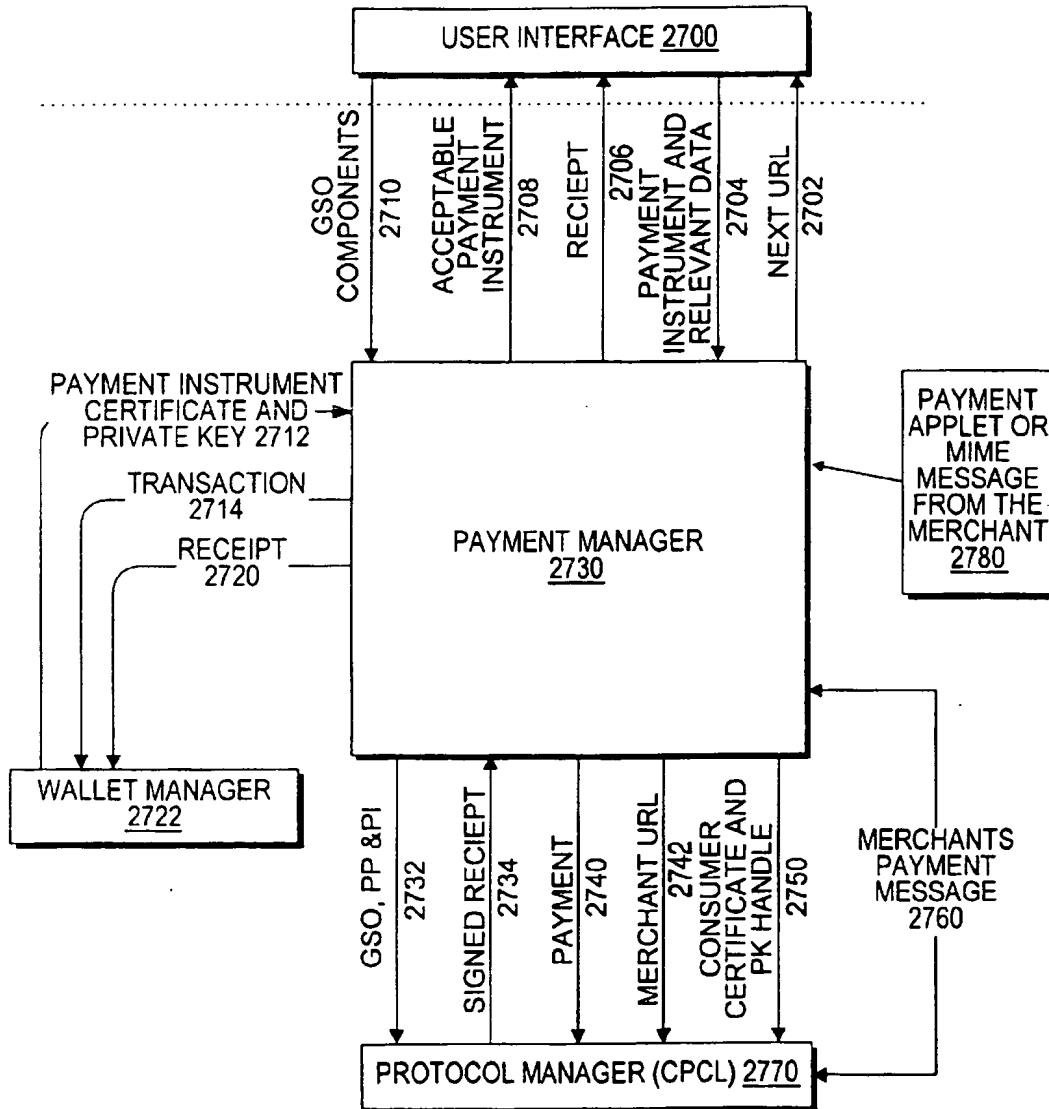 USER INTERFACE 2700
GSO
COMPONENTS
2710
ACCEPTABLE
PAYMENT
INSTRUMENT
2708
RECIEPT
2706
PAYMENT
INSTRUMENT AND
RELEVANT DATA
2704
NEXT URL
2702
PAYMENT INSTRUMENT
CERTIFICATE AND
PRIVATE KEY 2712
TRANSACTION
2714
RECEIPT
2720
PAYMENT MANAGER
2730
PAYMENT
APPLET OR
MIME
MESSAGE
FROM THE
MERCHANT
2780
WALLET MANAGER
2722
GSO, PP &PI
2732
SIGNED RECIEPT
2734
PAYMENT
2740
MERCHANT URL
2742
CONSUMER
CERTIFICATE AND
PK HANDLE
2750
MERCHANTS
PAYMENT
MESSAGE
2760
PROTOCOL MANAGER (CPCL) 2770